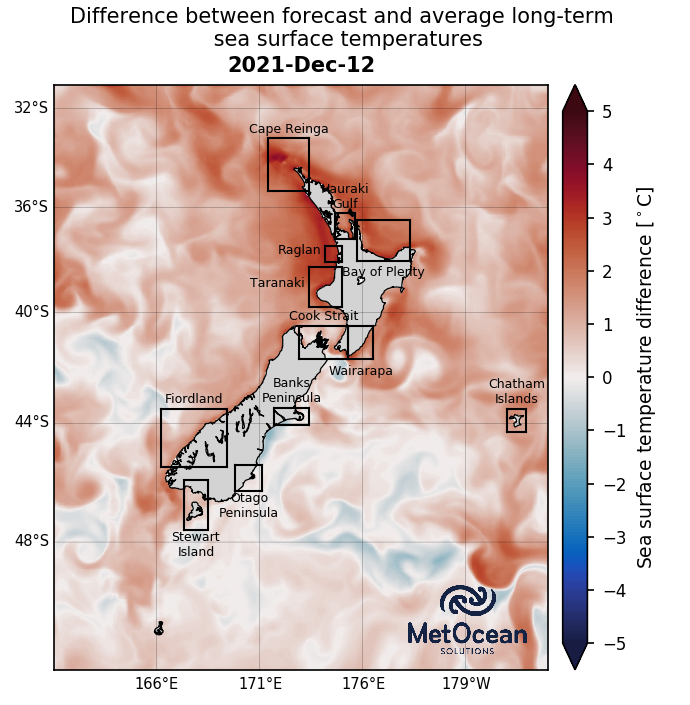 Difference between forecast and average long-term
sea surface temperatures
2021-Dec-12
32°S
36°S
40°S
44°S
48°S
166°E
171°E
176°E
179°W
Cape Reinga
Hauraki
Gulf
Raglan
Bay of Plenty
Taranaki
Cook Strait
Wairarapa
Banks
Peninsula
Fiordland
Chatham
Islands
Otago
Peninsula
Stewart
Island
MetOcean
SOLUTIONS
5
4
3
2
1
0
−1
−2
−3
−4
−5
Sea surface temperature difference [°C]